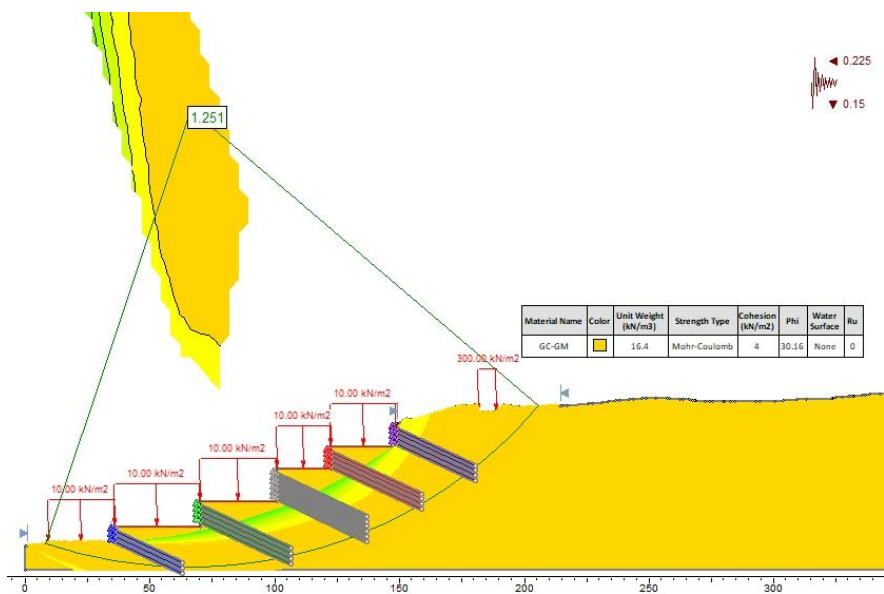 0.225
0.15
1.251
Material Name Color Unit Weight (kN/m3) Strength Type Cohesion (kN/m2) Phi Water Surface Ru
GC-GM 16.4 Mohr-Coulomb 4 30.16 None 0
300.00 kN/m2
10.00 kN/m2
10.00 kN/m2
10.00 kN/m2
10.00 kN/m2
10.00 kN/m2
0 50 100 150 200 250 300